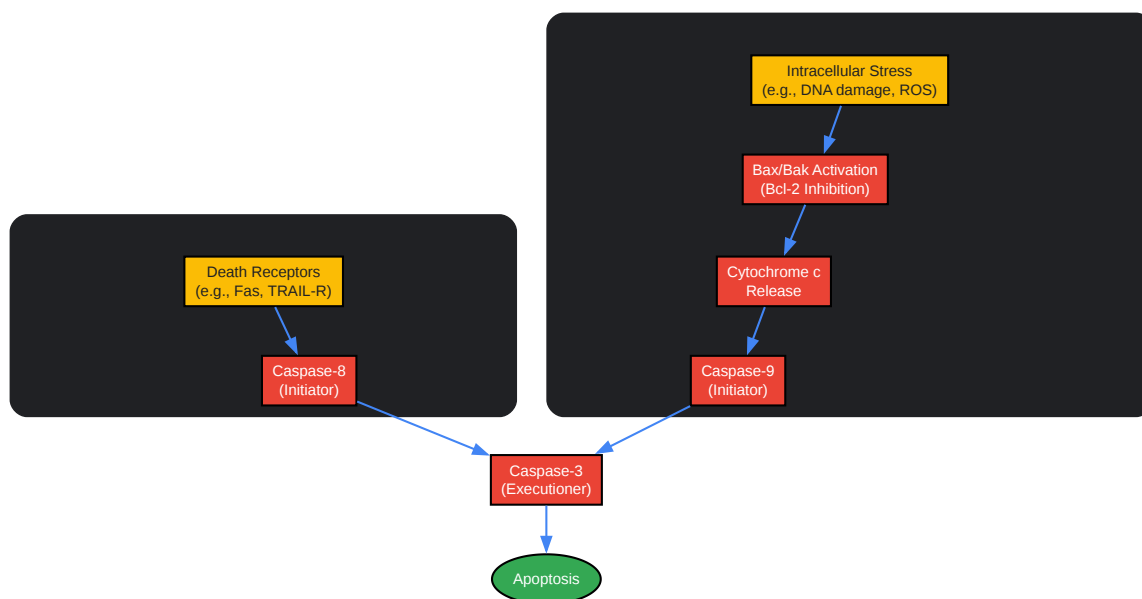 Intracellular Stress
(e.g., DNA damage, ROS)
Bax/Bak Activation
(Bcl-2 Inhibition)
Death Receptors
(e.g., Fas, TRAIL-R)
Cytochrome c
Release
Caspase-8
(Initiator)
Caspase-9
(Initiator)
Caspase-3
(Executioner)
Apoptosis